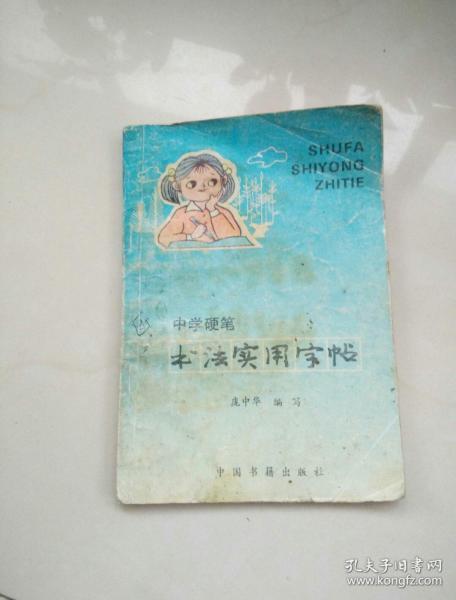 SHUFA
SHIYONG
ZHITIE
中学硬笔
书法实用字帖
庞中华 编写
中国书籍出版社
孔夫子旧书网
www.kongfz.com